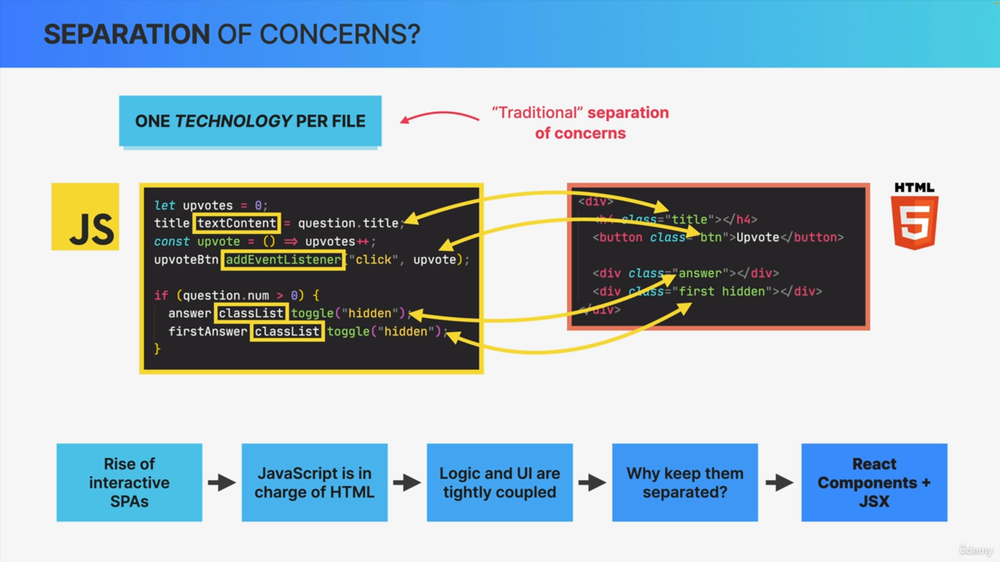 SEPARATION OF CONCERNS?
ONE TECHNOLOGY PER FILE
“Traditional” separation
of concerns
JS
let upvotes = 0;
title textContent = question.title;
const upvote = () => upvotes++;
upvoteBtn addEventListener("click", upvote);
if (question.num > 0) {
answer classList toggle("hidden");
firstAnswer classList toggle("hidden");
}
<div>
<h4 class="title"></h4>
<button class="btn">Upvote</button>
<div class="answer"></div>
<div class="first hidden"></div>
</div>
HTML
5
Rise of
interactive
SPAs
JavaScript is in
charge of HTML
Logic and UI are
tightly coupled
Why keep them
separated?
React
Components +
JSX
ûdemy